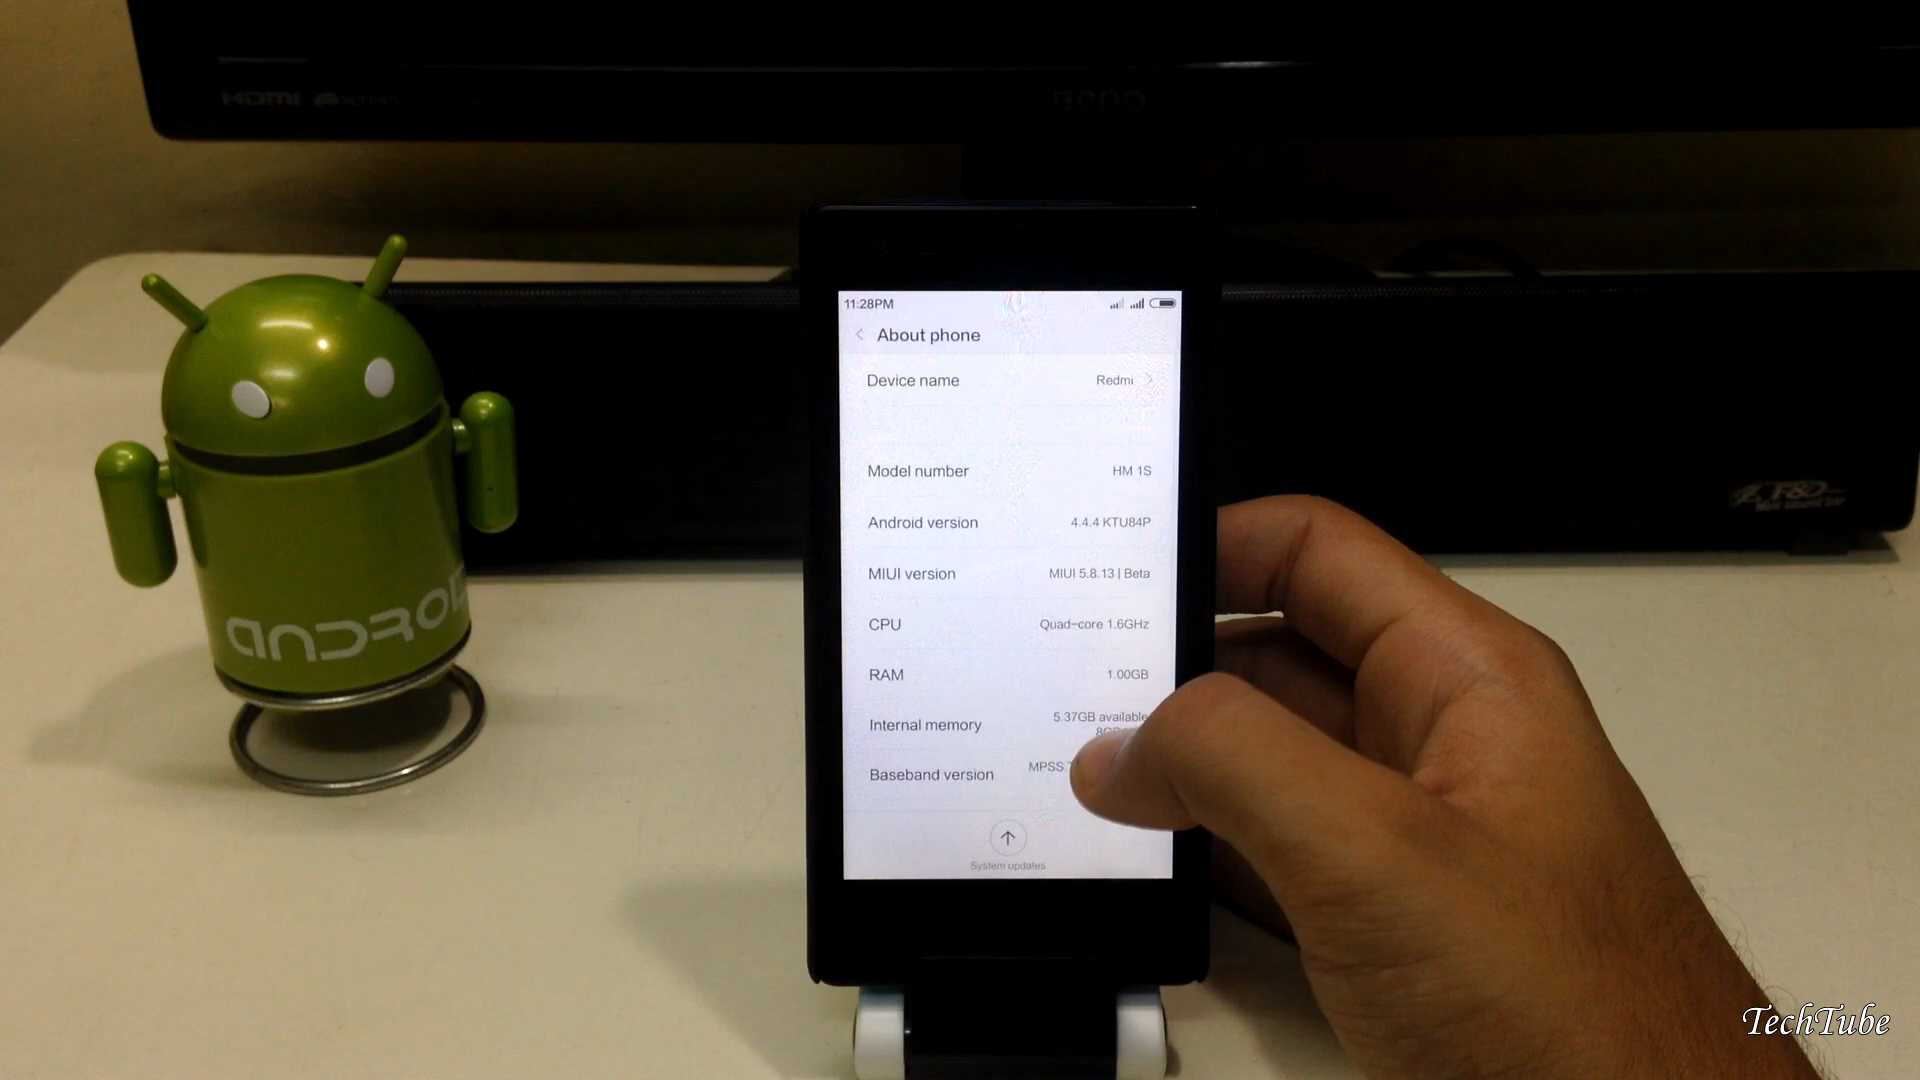 HDMI
BenQ
11:28PM
About phone
Device name Redmi
Model number HM 1S
Android version 4.4.4 KTU84P
MIUI version MIUI 5.8.13 | Beta
CPU Quad-core 1.6GHz
RAM 1.00GB
Internal memory 5.37GB available
Baseband version MPSS
System updates
ANDROID
F&D
TechTube